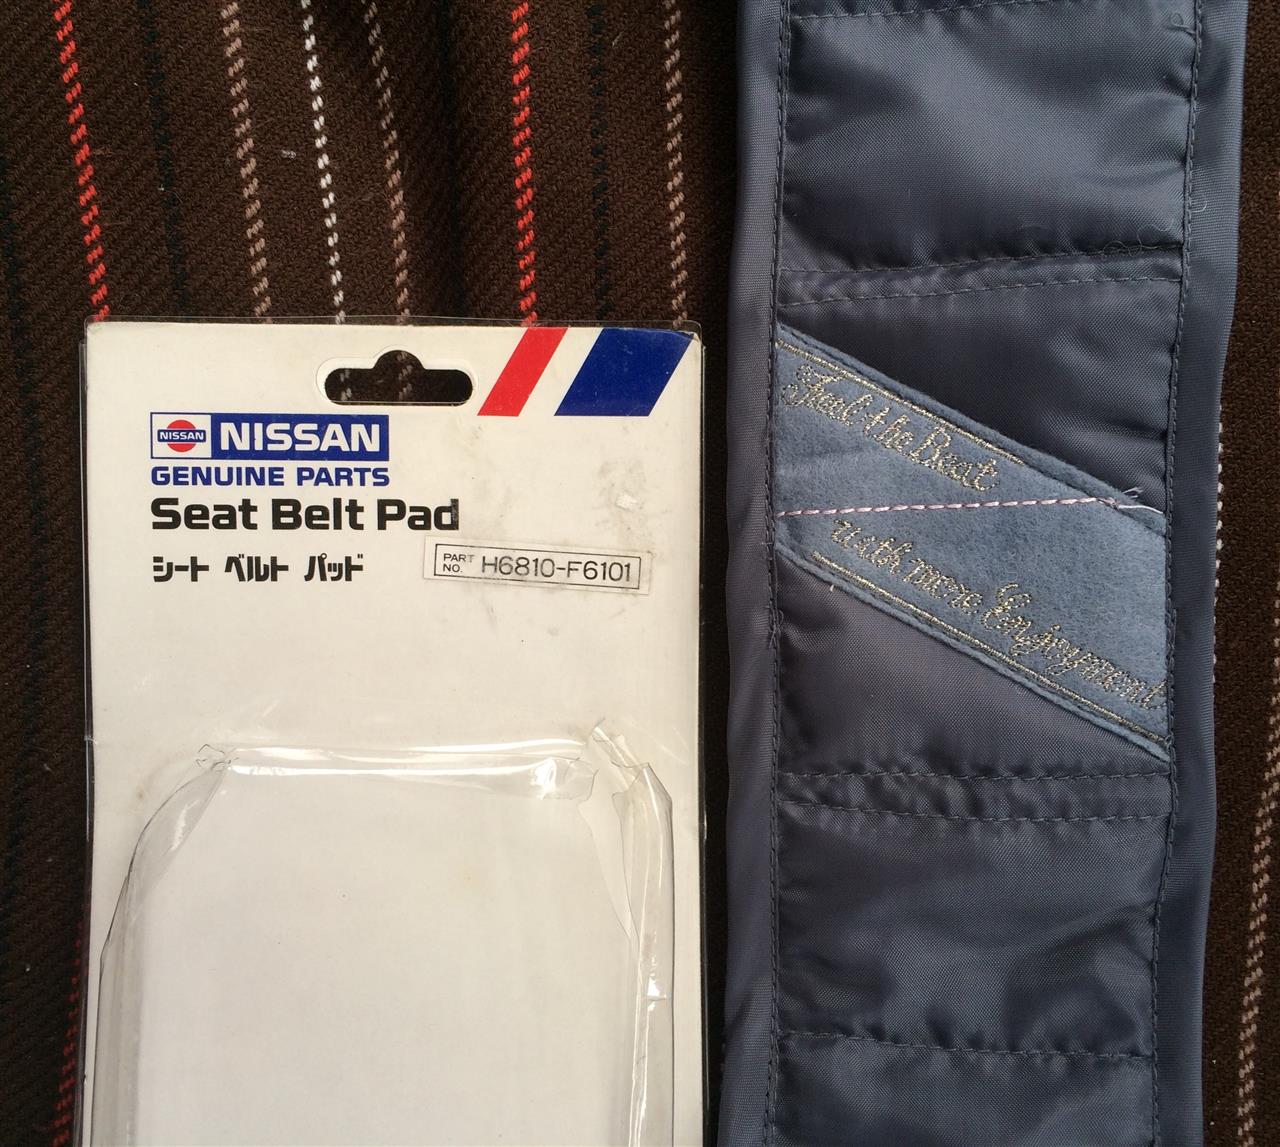 NISSAN
NISSAN
GENUINE PARTS
Seat Belt Pad
シート ベルト パッド
PART NO. H6810-F6101
Feel the Beat
with more Enjoyment